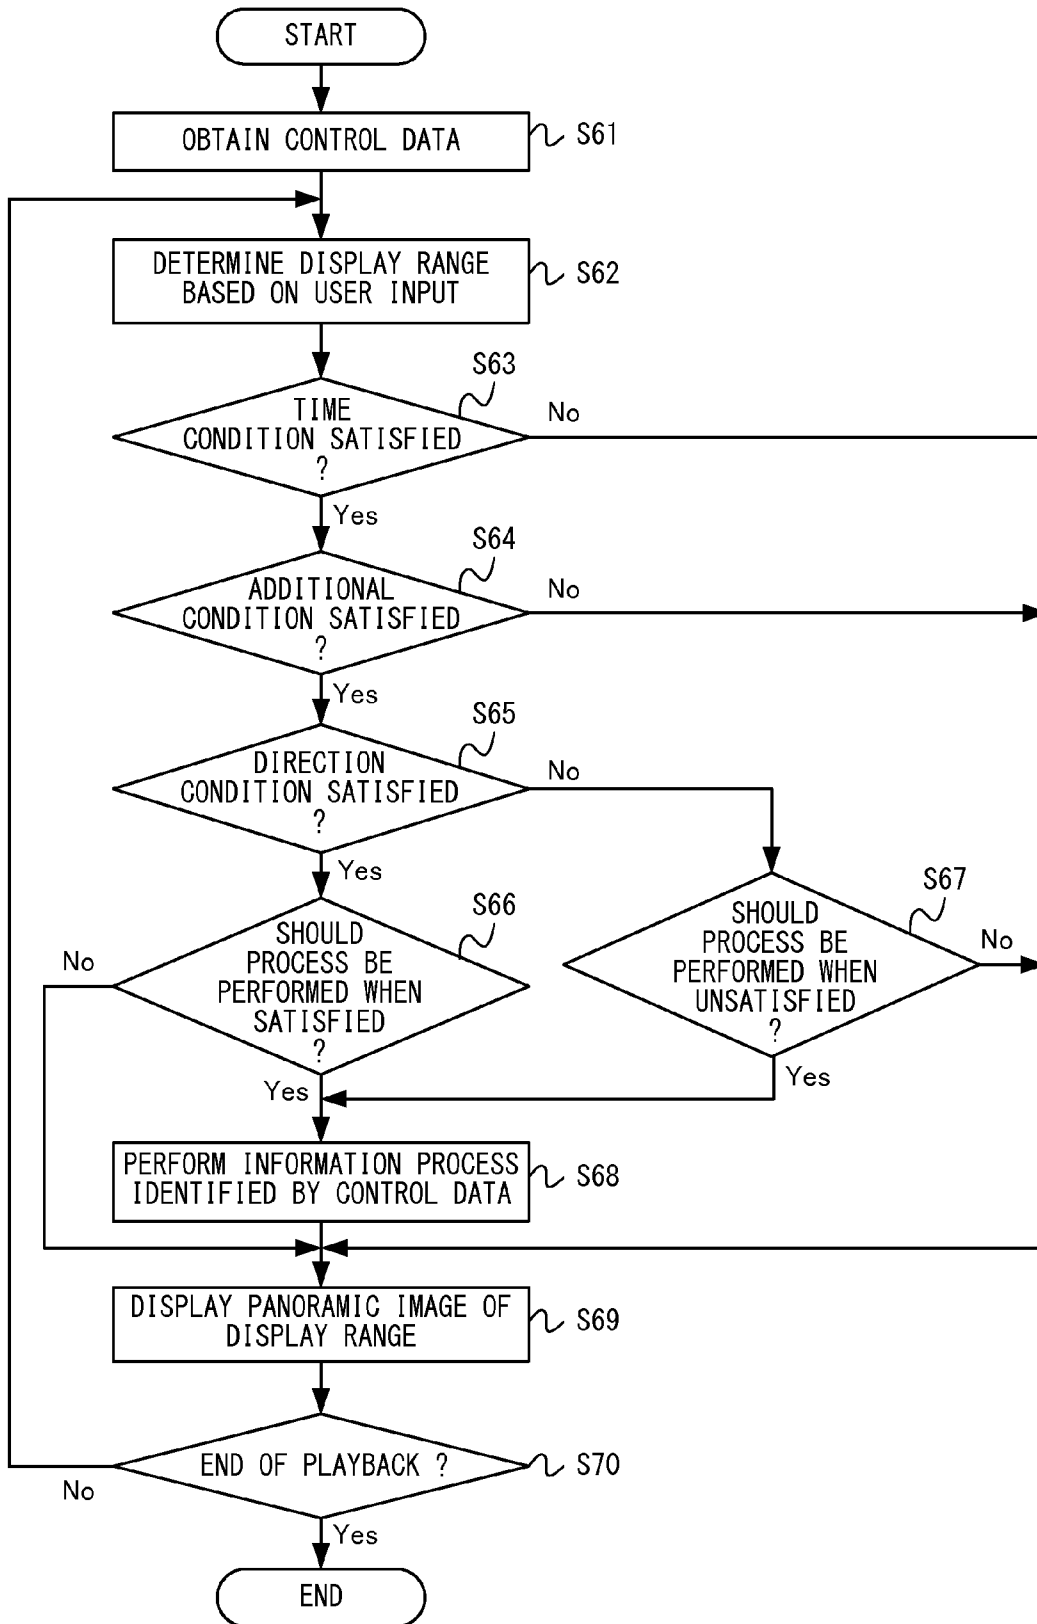 START
OBTAIN CONTROL DATA
S61
DETERMINE DISPLAY RANGE
BASED ON USER INPUT
S62
S63
TIME
CONDITION SATISFIED
?
No
Yes
S64
ADDITIONAL
CONDITION SATISFIED
?
No
Yes
S65
DIRECTION
CONDITION SATISFIED
?
No
Yes
S66
SHOULD
PROCESS BE
PERFORMED WHEN
SATISFIED
?
No
Yes
S67
SHOULD
PROCESS BE
PERFORMED WHEN
UNSATISFIED
?
No
Yes
PERFORM INFORMATION PROCESS
IDENTIFIED BY CONTROL DATA
S68
DISPLAY PANORAMIC IMAGE OF
DISPLAY RANGE
S69
END OF PLAYBACK ?
S70
No
Yes
END